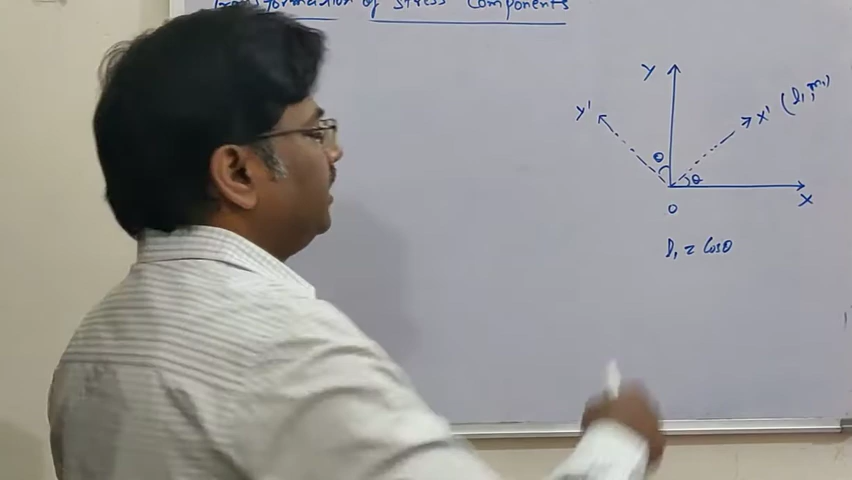 Transformation of Stress Components
Y
Y' X' (l₁, m₁)
θ θ
X
O
l₁ = Cosθ